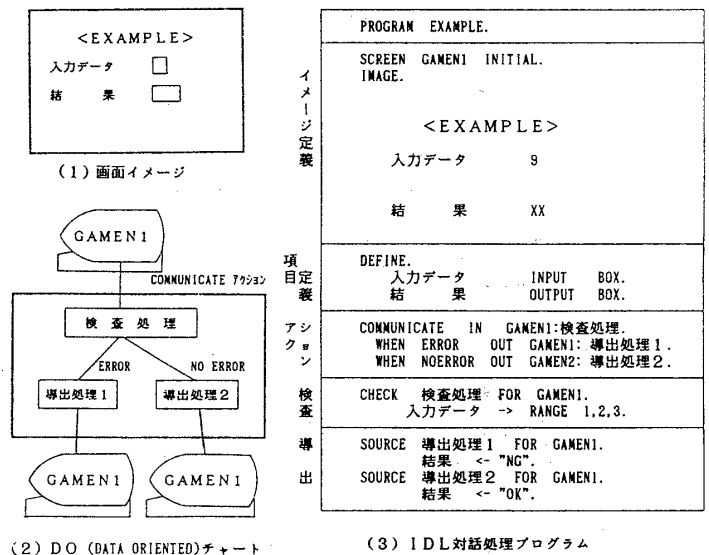 <EXAMPLE>
入力データ
結 果
(1)画面イメージ
GAMEN1
COMMUNICATE アクション
検 査 処 理
ERROR
NO ERROR
導出処理1
導出処理2
GAMEN1
GAMEN1
(2)DO (DATA ORIENTED)チャート
PROGRAM EXAMPLE.
イメージ定義
SCREEN GAMEN1 INITIAL.
IMAGE.
<EXAMPLE>
入力データ 9
結 果 XX
項目定義
DEFINE.
入力データ INPUT BOX.
結 果 OUTPUT BOX.
アクション
COMMUNICATE IN GAMEN1:検査処理.
WHEN ERROR OUT GAMEN1: 導出処理1.
WHEN NOERROR OUT GAMEN2: 導出処理2.
検査
CHECK 検査処理 FOR GAMEN1.
入力データ -> RANGE 1,2,3.
導出
SOURCE 導出処理1 FOR GAMEN1.
結果 <- "NG".
SOURCE 導出処理2 FOR GAMEN1.
結果 <- "OK".
(3)IDL対話処理プログラム